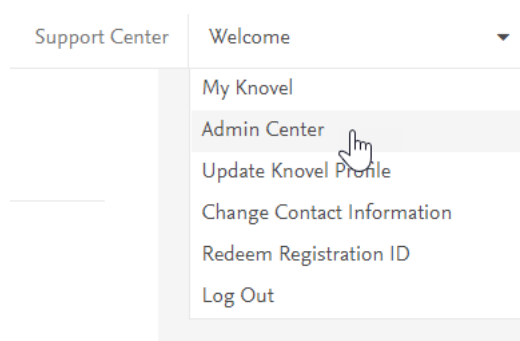 Support Center
Welcome
My Knovel
Admin Center
Update Knovel Profile
Change Contact Information
Redeem Registration ID
Log Out